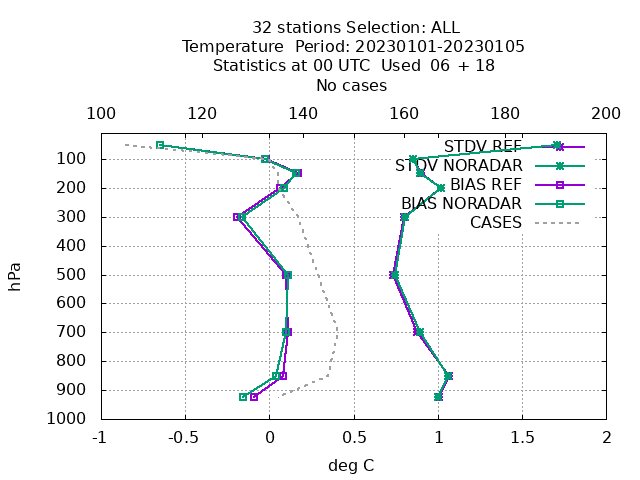 32 stations Selection: ALL
Temperature  Period: 20230101-20230105
Statistics at 00 UTC  Used  06 + 18
No cases
100 120 140 160 180 200
STDV REF
100
STDV NORADAR
200
BIAS REF
BIAS NORADAR
300
CASES
400
hPa
500
600
700
800
900
1000
-1 -0.5 0 0.5 1 1.5 2
deg C